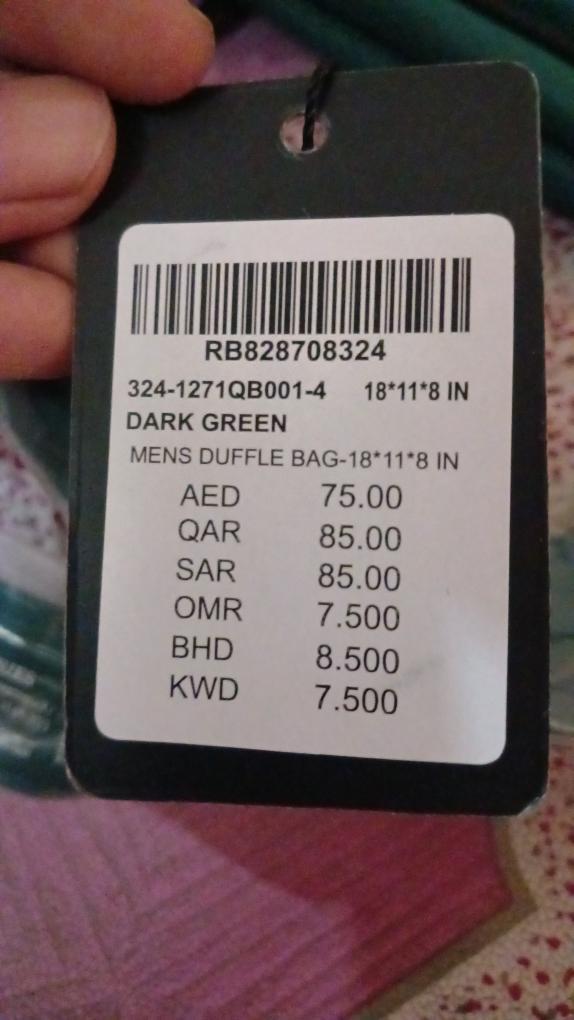 RB828708324
324-1271QB001-4 18*11*8 IN
DARK GREEN
MENS DUFFLE BAG-18*11*8 IN
AED 75.00
QAR 85.00
SAR 85.00
OMR 7.500
BHD 8.500
KWD 7.500